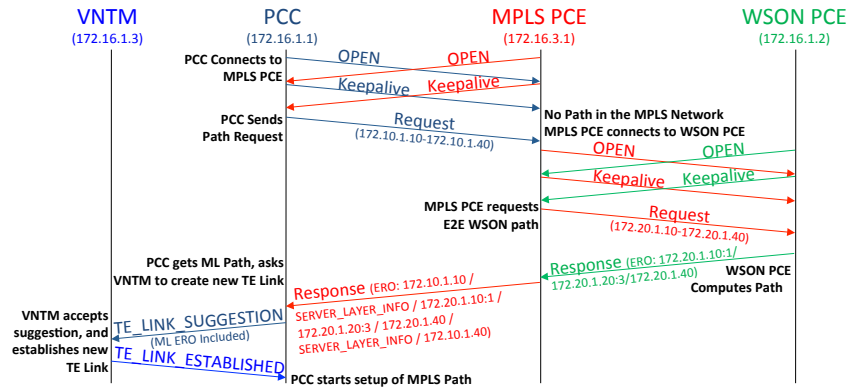 VNTM
(172.16.1.3)
PCC
(172.16.1.1)
MPLS PCE
(172.16.3.1)
WSON PCE
(172.16.1.2)
PCC Connects to
MPLS PCE
OPEN
Keepalive
PCC Sends
Path Request
Request
(172.10.1.10-172.10.1.40)
No Path in the MPLS Network
MPLS PCE connects to WSON PCE
OPEN
OPEN
Keepalive
Keepalive
MPLS PCE requests
E2E WSON path
Request
(172.20.1.10-172.20.1.40)
Response (ERO: 172.20.1.10:1/
172.20.1.20:3/172.20.1.40)
WSON PCE
Computes Path
PCC gets ML Path, asks
VNTM to create new TE Link
Response (ERO: 172.10.1.10 /
SERVER_LAYER_INFO / 172.20.1.10:1 /
172.20.1.20:3 / 172.20.1.40 /
SERVER_LAYER_INFO / 172.10.1.40)
VNTM accepts
suggestion, and
establishes new
TE Link
TE_LINK_SUGGESTION
(ML ERO Included)
TE_LINK_ESTABLISHED
PCC starts setup of MPLS Path